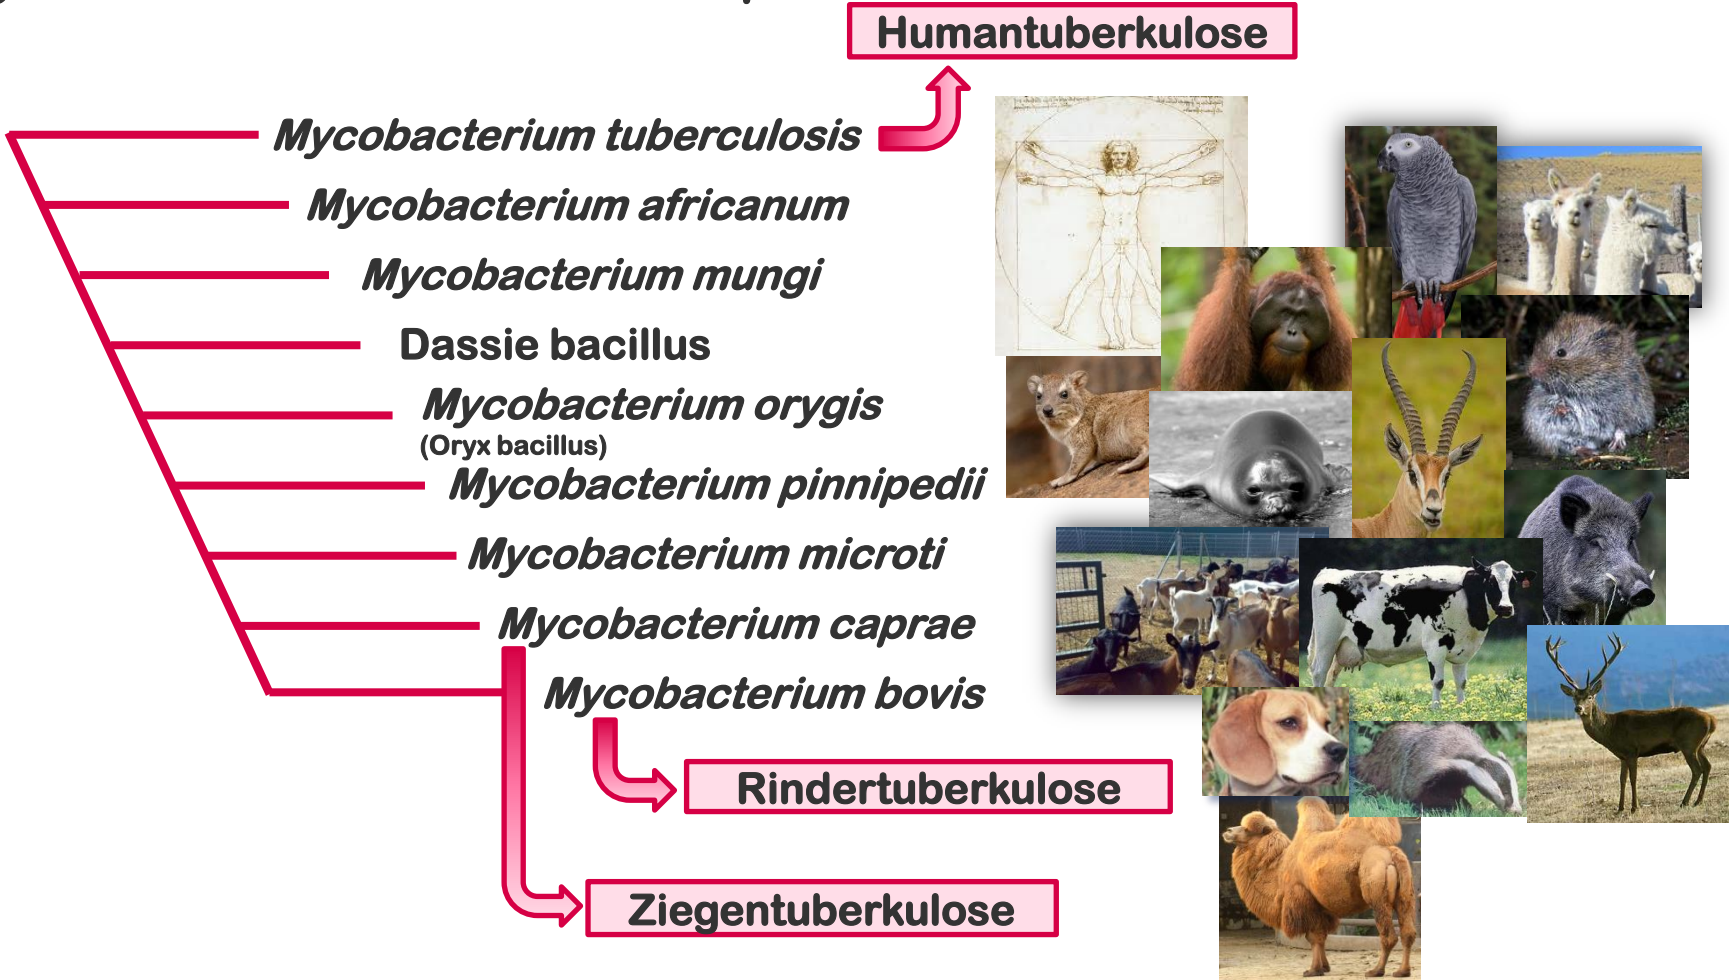 Humantuberkulose
Mycobacterium tuberculosis
Mycobacterium africanum
Mycobacterium mungi
Dassie bacillus
Mycobacterium orygis
(Oryx bacillus)
Mycobacterium pinnipedii
Mycobacterium microti
Mycobacterium caprae
Mycobacterium bovis
Rindertuberkulose
Ziegentuberkulose